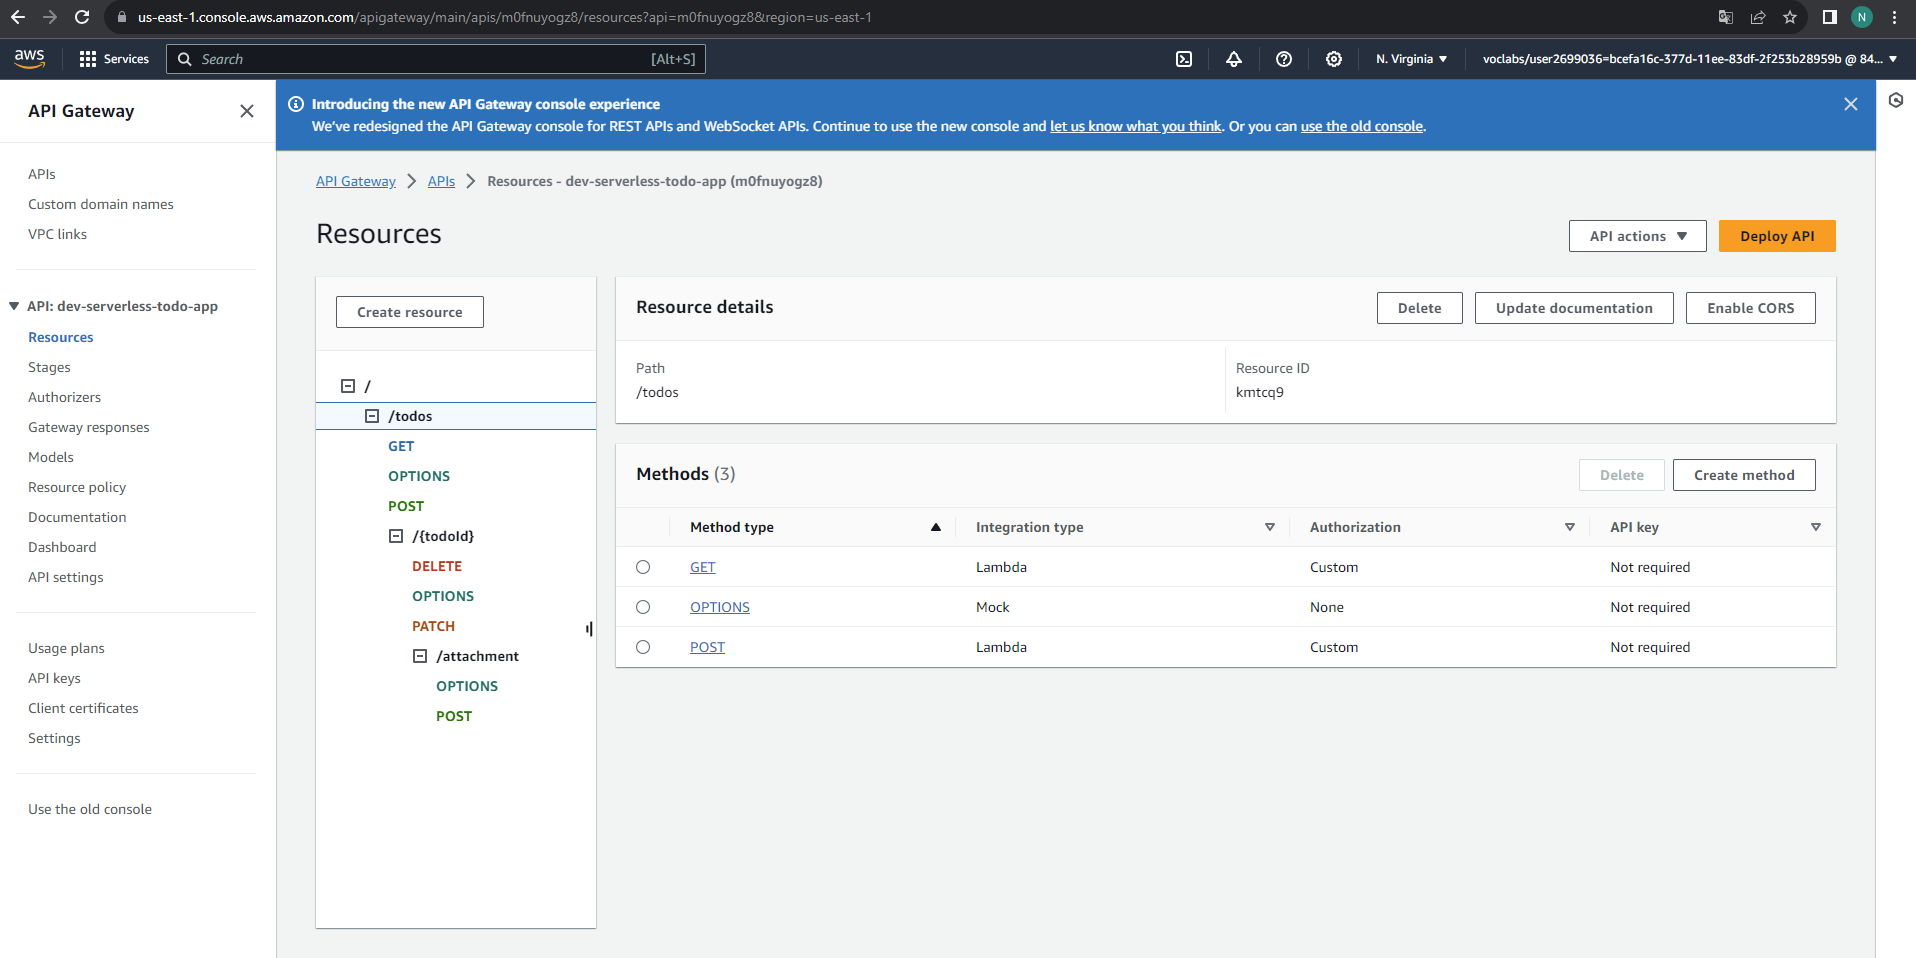 us-east-1.console.aws.amazon.com/apigateway/main/apis/m0fnuyogz8/resources?api=m0fnuyogz8&region=us-east-1
N
aws
Services
Search
[Alt+S]
N. Virginia
voclabs/user2699036=bcefa16c-377d-11ee-83df-2f253b28959b @ 84...
API Gateway
Introducing the new API Gateway console experience
We've redesigned the API Gateway console for REST APIs and WebSocket APIs. Continue to use the new console and let us know what you think. Or you can use the old console.
APIs
Custom domain names
VPC links
API: dev-serverless-todo-app
Resources
Stages
Authorizers
Gateway responses
Models
Resource policy
Documentation
Dashboard
API settings
Usage plans
API keys
Client certificates
Settings
Use the old console
API Gateway
APIs
Resources - dev-serverless-todo-app (m0fnuyogz8)
Resources
API actions
Deploy API
Create resource
/
/todos
GET
OPTIONS
POST
/{todoId}
DELETE
OPTIONS
PATCH
/attachment
OPTIONS
POST
Resource details
Delete
Update documentation
Enable CORS
Path
/todos
Resource ID
kmtcq9
Methods (3)
Delete
Create method
Method type
Integration type
Authorization
API key
GET
Lambda
Custom
Not required
OPTIONS
Mock
None
Not required
POST
Lambda
Custom
Not required